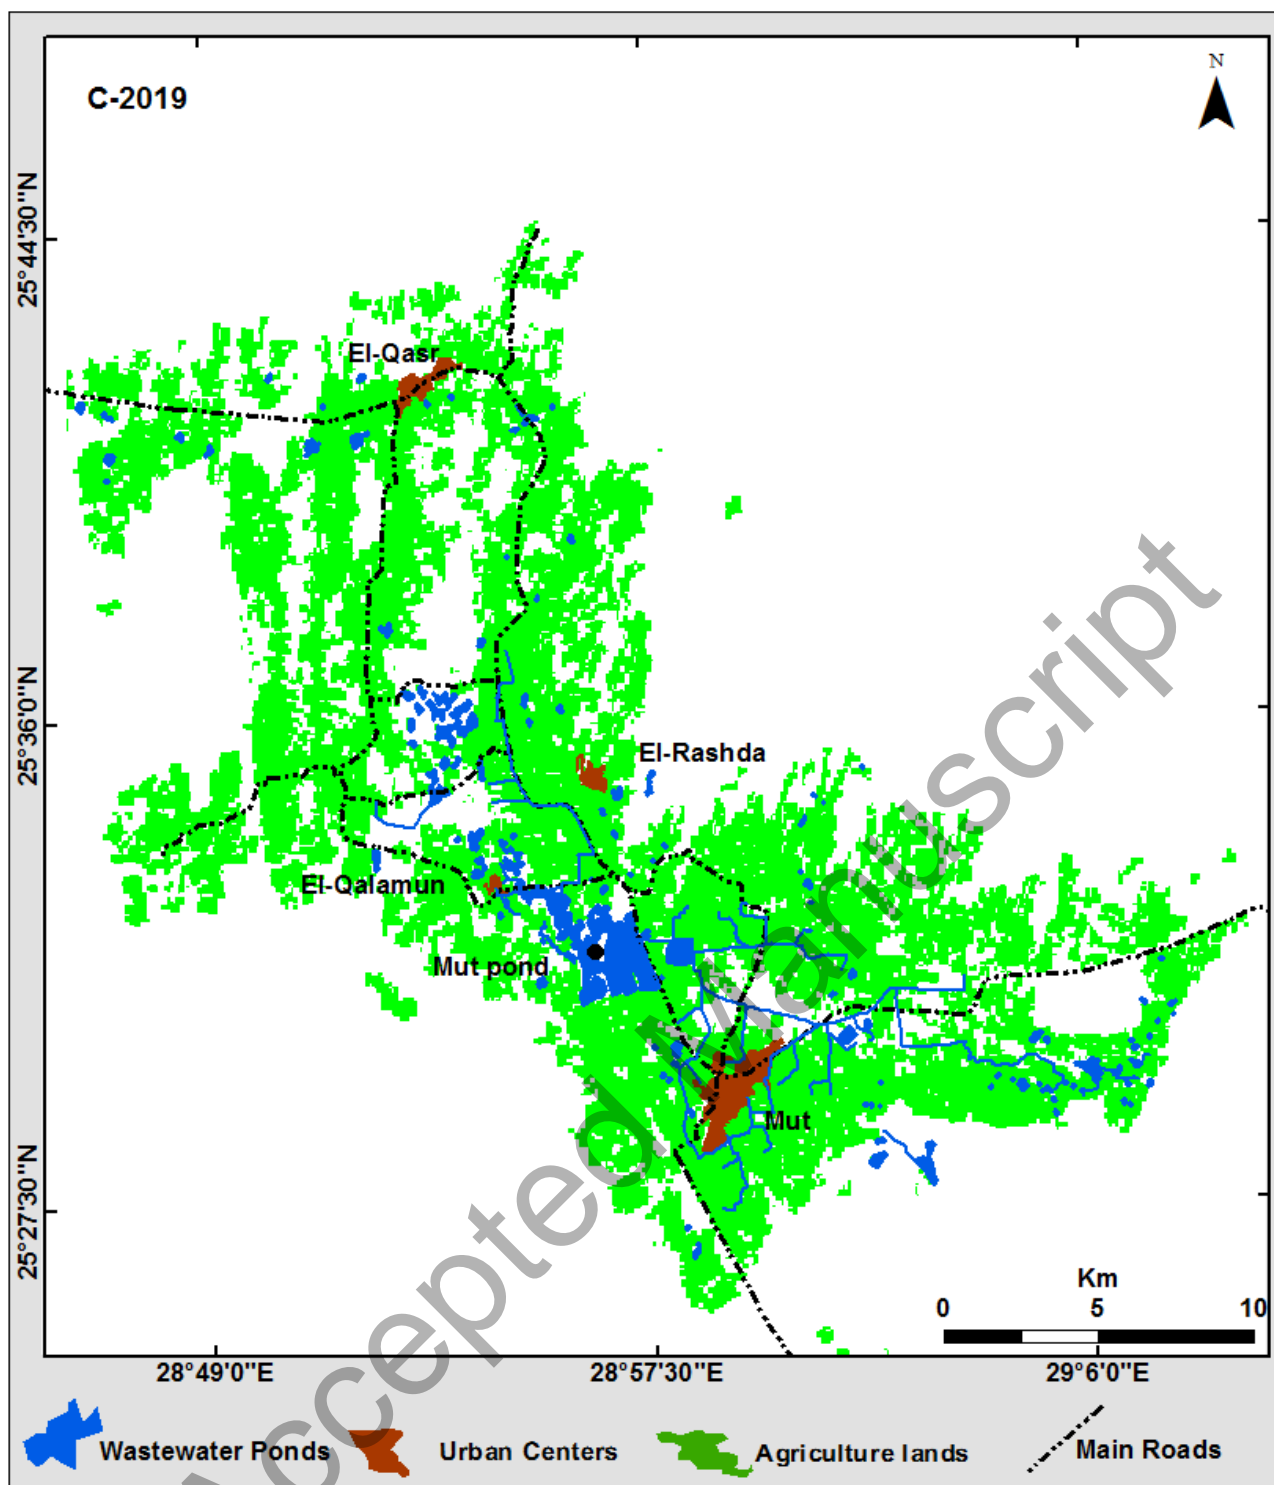 C-2019
N
25°44'30"N
El-Qasr
25°36'0"N
El-Rashda
El-Qalamun
Mut pond
Mut
25°27'30"N
Km
0 5 10
28°49'0"E 28°57'30"E 29°6'0"E
Wastewater Ponds Urban Centers Agriculture lands Main Roads
Accepted Manuscript